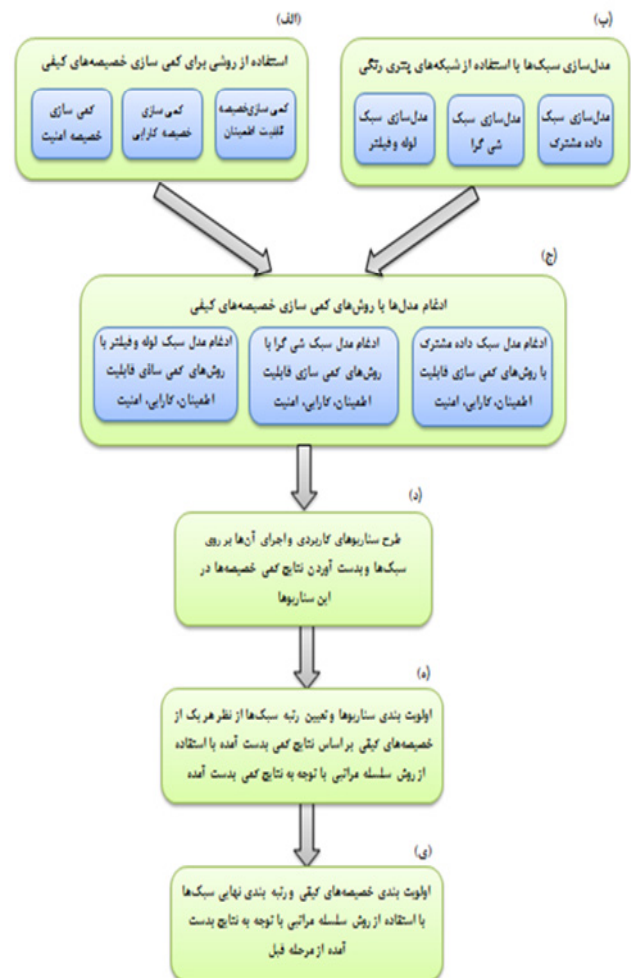 (الف)
استفاده از روشی برای کمی سازی خصیصه‌های کیفی
کمی سازی خصیصه
قابلیت اطمینان
کمی سازی
خصیصه کارایی
کمی سازی
خصیصه امنیت
(ب)
مدل‌سازی سبک‌ها با استفاده از شبکه‌های پتری رنگی
مدل‌سازی سبک
داده مشترک
مدل‌سازی سبک
شی گرا
مدل‌سازی سبک
لوله و فیلتر
(ج)
ادغام مدل‌ها با روش‌های کمی سازی خصیصه‌های کیفی
ادغام مدل سبک داده مشترک
با روش‌های کمی سازی قابلیت
اطمینان، کارایی، امنیت
ادغام مدل سبک شی گرا با
روش‌های کمی سازی قابلیت
اطمینان، کارایی، امنیت
ادغام مدل سبک لوله و فیلتر با
روش‌های کمی سازی قابلیت
اطمینان، کارایی، امنیت
(د)
طرح سناریوهای کاربردی و اجرای آن‌ها بر روی
سبک‌ها و بدست آوردن نتایج کمی خصیصه‌ها در
این سناریوها
(ه)
اولویت بندی سناریوها و تعیین رتبه سبک‌ها از نظر هر یک از
خصیصه‌های کیفی بر اساس نتایج کمی بدست آمده با استفاده
از روش سلسله مراتبی با توجه به نتایج کمی بدست آمده
(ی)
اولویت بندی خصیصه‌های کیفی و رتبه بندی نهایی سبک‌ها
با استفاده از روش سلسله مراتبی با توجه به نتایج بدست
آمده از مرحله قبل